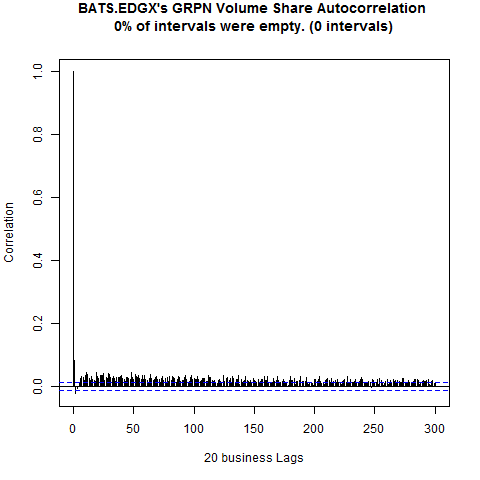 BATS.EDGX's GRPN Volume Share Autocorrelation
0% of intervals were empty. (0 intervals)
Correlation
1.0
0.8
0.6
0.4
0.2
0.0
0 50 100 150 200 250 300
20 business Lags